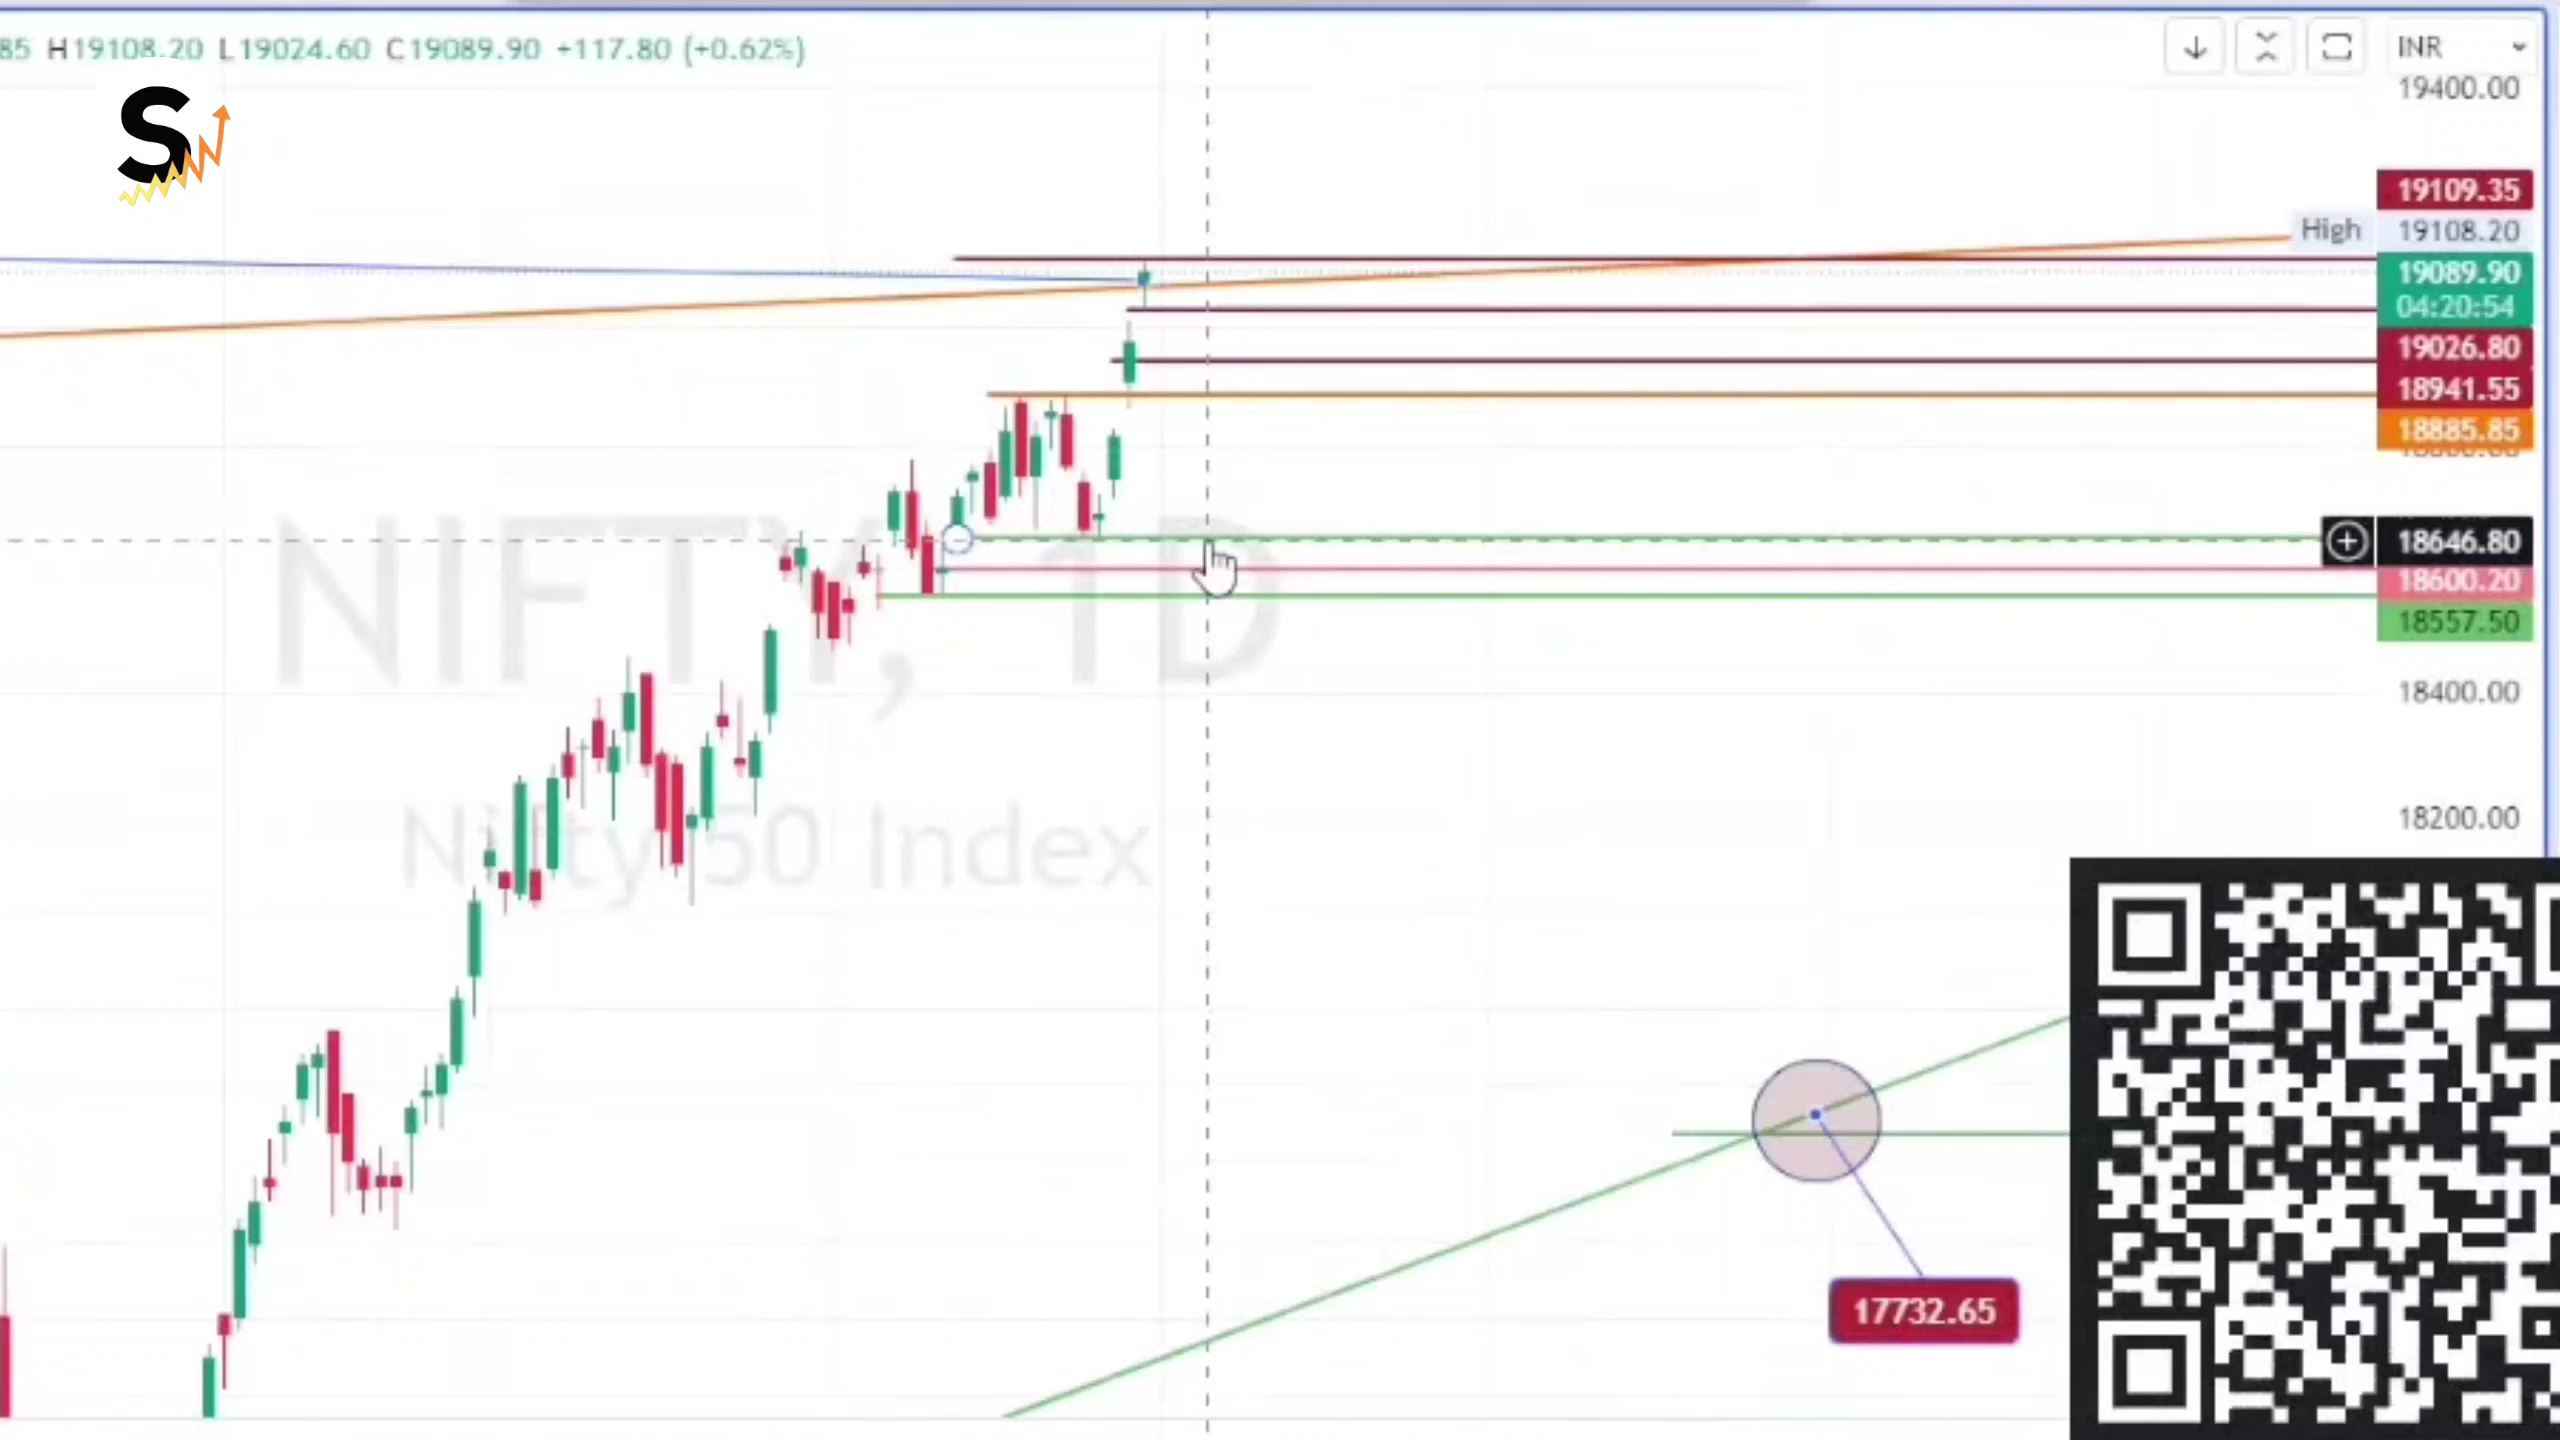 85 H19108.20 L19024.60 C19089.90 +117.80 (+0.62%)
INR
19400.00
S
19109.35
High 19108.20
19089.90
04:20:54
19026.80
18941.55
18885.85
18646.80
18600.20
18557.50
NIFTY, 1D
18400.00
18200.00
Nifty 50 Index
17732.65